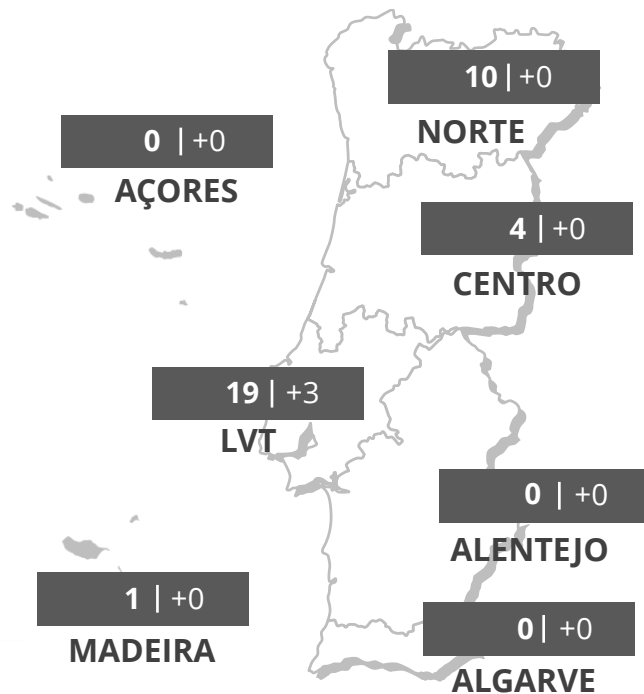 10 | +0
NORTE
0 | +0
AÇORES
4 | +0
CENTRO
19 | +3
LVT
0 | +0
ALENTEJO
1 | +0
MADEIRA
0 | +0
ALGARVE